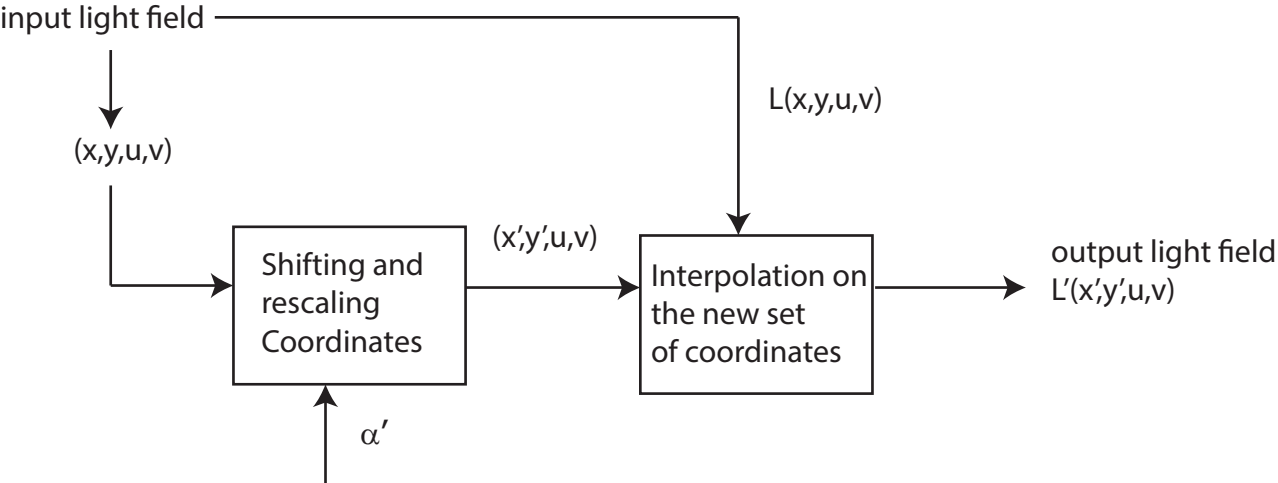 input light field
L(x,y,u,v)
(x,y,u,v)
(x′,y′,u,v)
Shifting and
rescaling
Coordinates
Interpolation on
the new set
of coordinates
output light field
L′(x′,y′,u,v)
α′